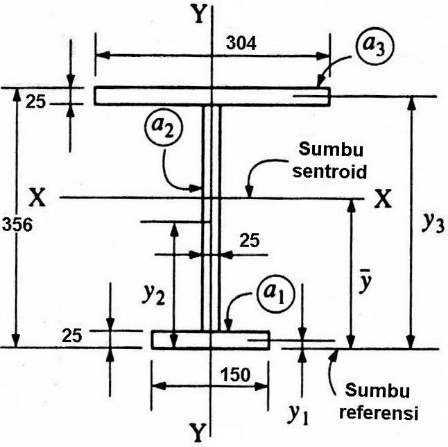 Y
304
a3
25
a2
Sumbu
sentroid
X
X
356
25
y3
y2
ȳ
a1
25
150
y1
Sumbu
referensi
Y